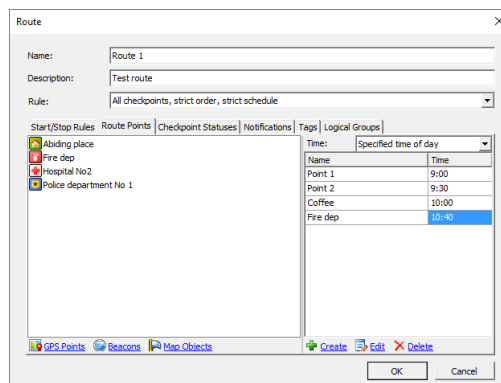 Route
Name: Route 1
Description: Test route
Rule: All checkpoints, strict order, strict schedule
Start/Stop Rules Route Points Checkpoint Statuses Notifications Tags Logical Groups
Abiding place
Fire dep
Hospital No2
Police department No 1
Time: Specified time of day
Name Time
Point 1 9:00
Point 2 9:30
Coffee 10:00
Fire dep 10:40
GPS Points Beacons Map Objects
Create Edit Delete
OK Cancel